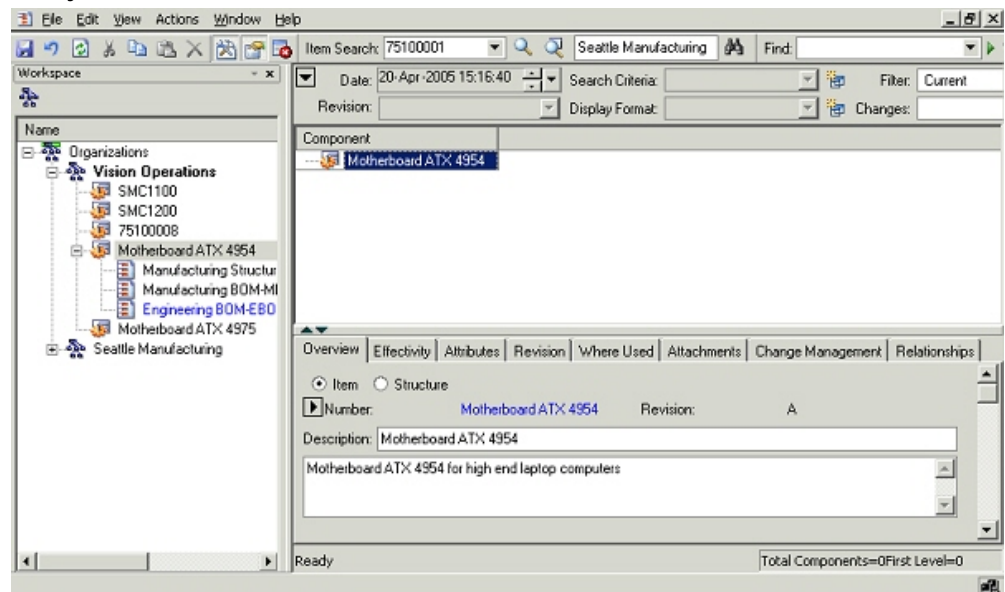 File Edit View Actions Window Help
Item Search: 75100001 Seattle Manufacturing Find:
Workspace
Date: 20-Apr-2005 15:16:40 Search Criteria: Filter: Current
Revision: Display Format: Changes:
Name
Organizations
Vision Operations
SMC1100
SMC1200
75100008
Motherboard ATX 4954
Manufacturing Structur
Manufacturing BOM-MI
Engineering BOM-EBO
Motherboard ATX 4975
Seattle Manufacturing
Component
Motherboard ATX 4954
Overview Effectivity Attributes Revision Where Used Attachments Change Management Relationships
Item Structure
Number: Motherboard ATX 4954 Revision: A
Description: Motherboard ATX 4954
Motherboard ATX 4954 for high end laptop computers
Ready Total Components=0First Level=0